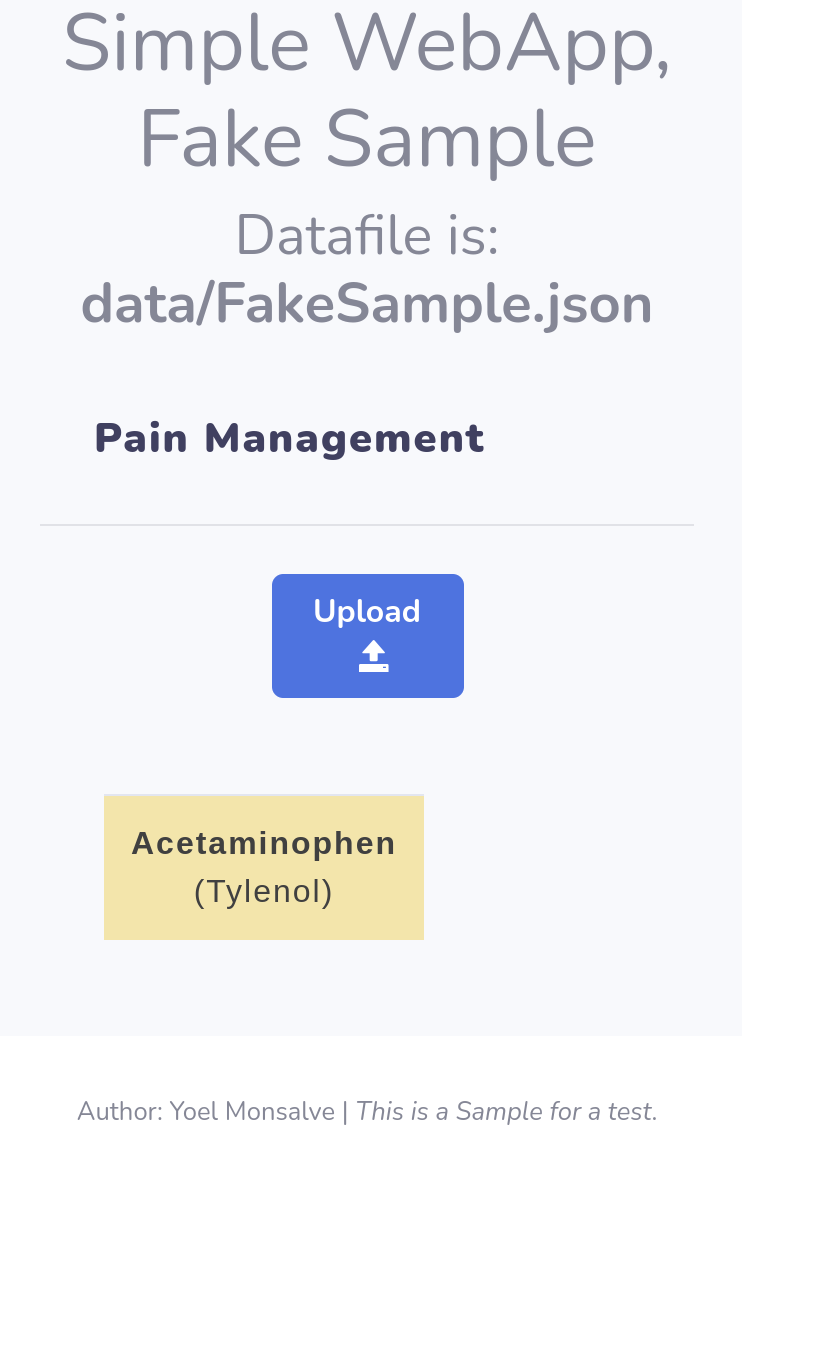 Simple WebApp,
Fake Sample
Datafile is:
data/FakeSample.json
Pain Management
Upload
Acetaminophen
(Tylenol)
Author: Yoel Monsalve | This is a Sample for a test.